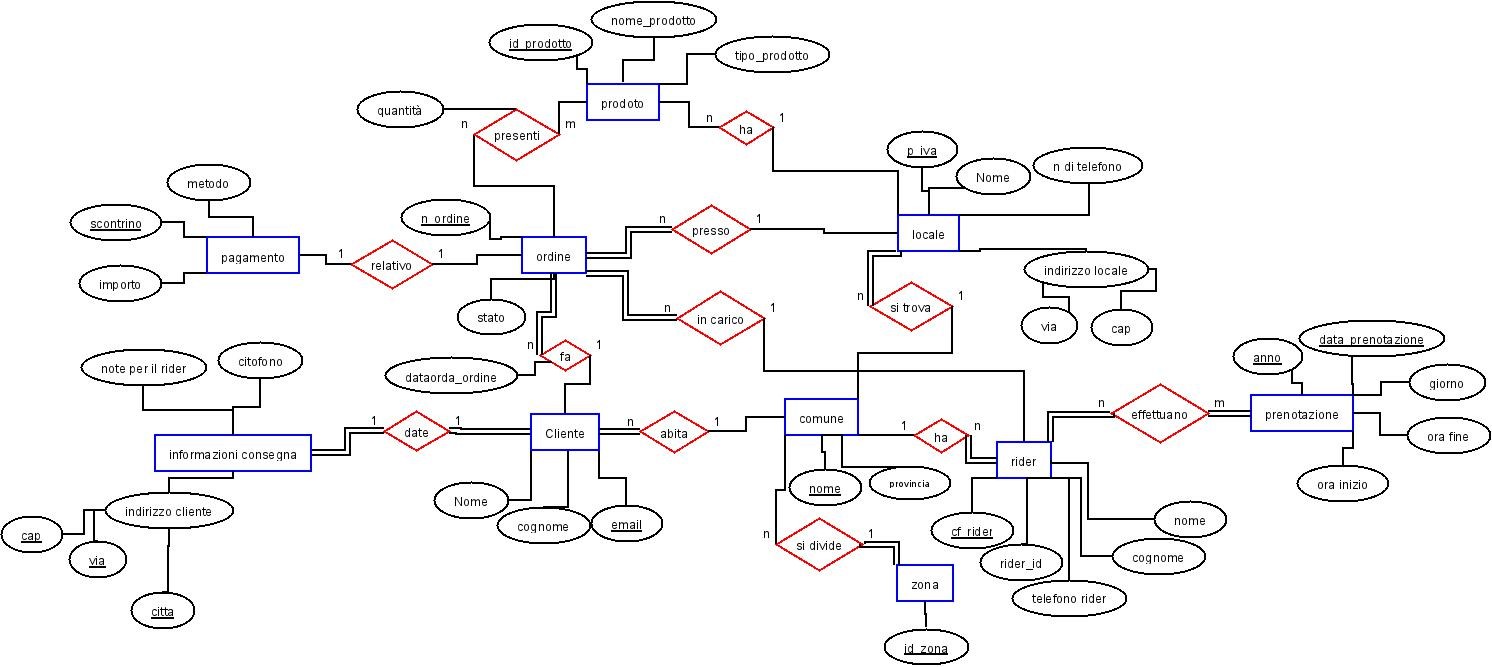 nome_prodotto
id_prodotto
tipo_prodotto
prodoto
quantità
n
presenti
m
n
ha
1
p_iva
Nome
n di telefono
metodo
scontrino
n_ordine
n
presso
1
locale
pagamento
1
relativo
1
ordine
importo
indirizzo locale
stato
n
in carico
1
n
si trova
1
via
cap
note per il rider
citofono
n
fa
1
dataorda_ordine
anno
data_prenotazione
giorno
informazioni consegna
1
date
1
Cliente
n
abita
1
comune
1
ha
n
rider
n
effettuano
m
prenotazione
ora fine
ora inizio
nome
provincia
Nome
cognome
email
indirizzo cliente
cap
via
citta
n
si divide
1
zona
id_zona
cf_rider
rider_id
telefono rider
nome
cognome